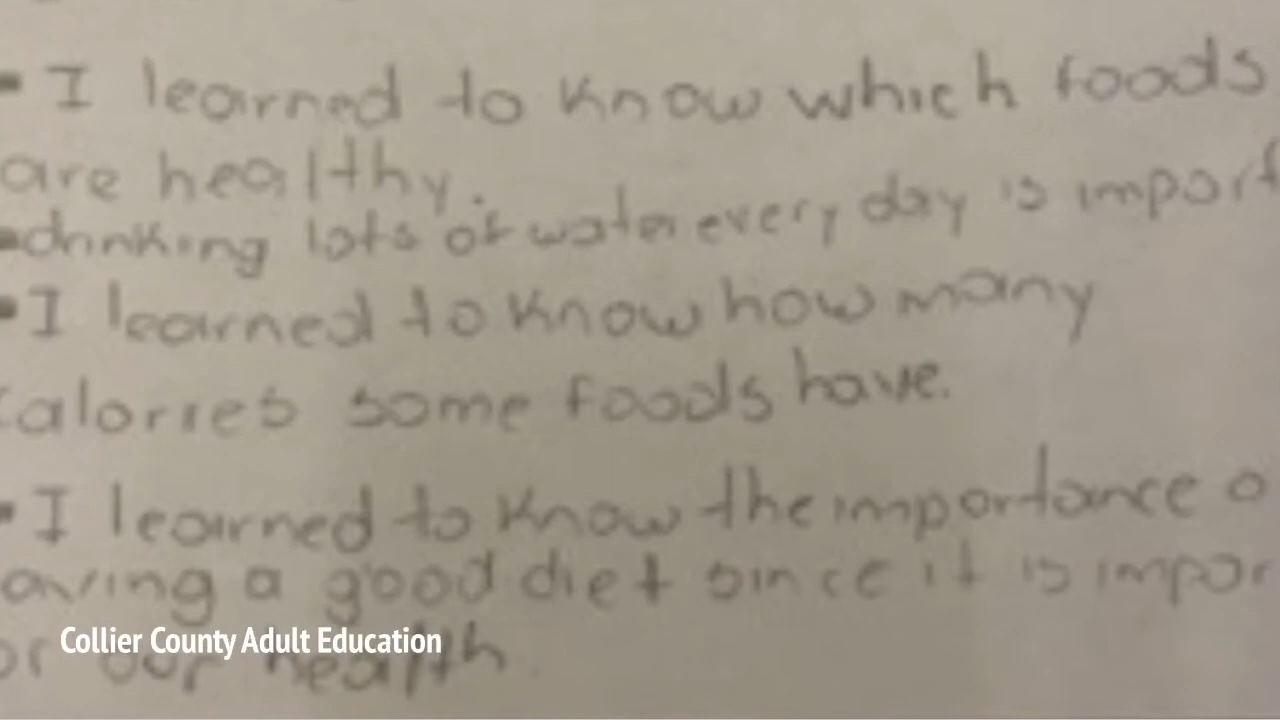 - I learned to know which foods
are healthy.
- drinking lots of water every day is import
- I learned to know how many
calories some foods have.
- I learned to know the importance o
aving a good diet since it is impor
or our health.
Collier County Adult Education